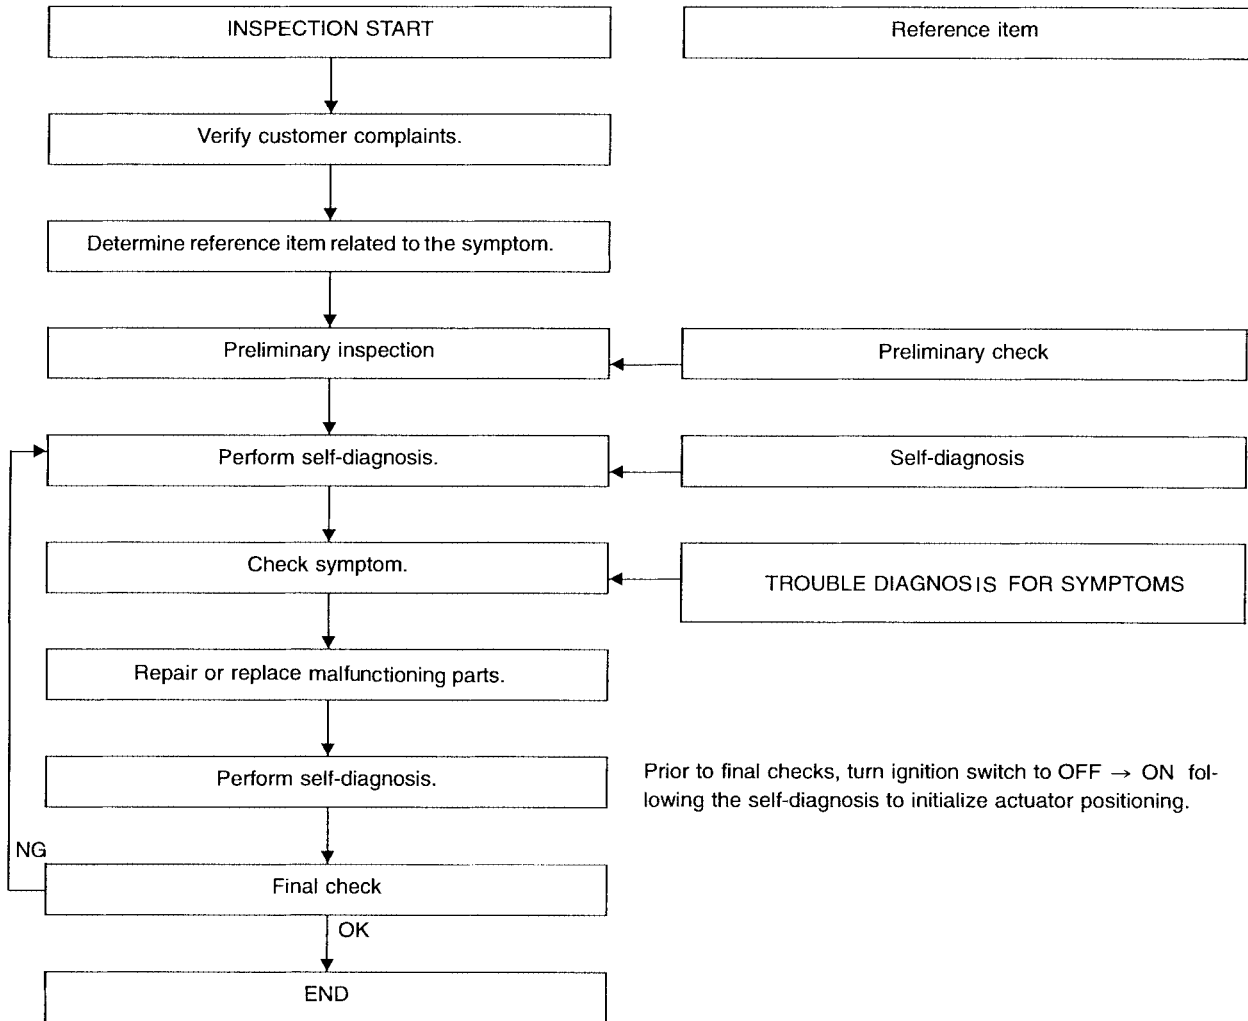 INSPECTION START
Reference item
Verify customer complaints.
Determine reference item related to the symptom.
Preliminary inspection
Preliminary check
Perform self-diagnosis.
Self-diagnosis
Check symptom.
TROUBLE DIAGNOSIS FOR SYMPTOMS
Repair or replace malfunctioning parts.
Perform self-diagnosis.
Prior to final checks, turn ignition switch to OFF → ON fol-
lowing the self-diagnosis to initialize actuator positioning.
NG
Final check
OK
END